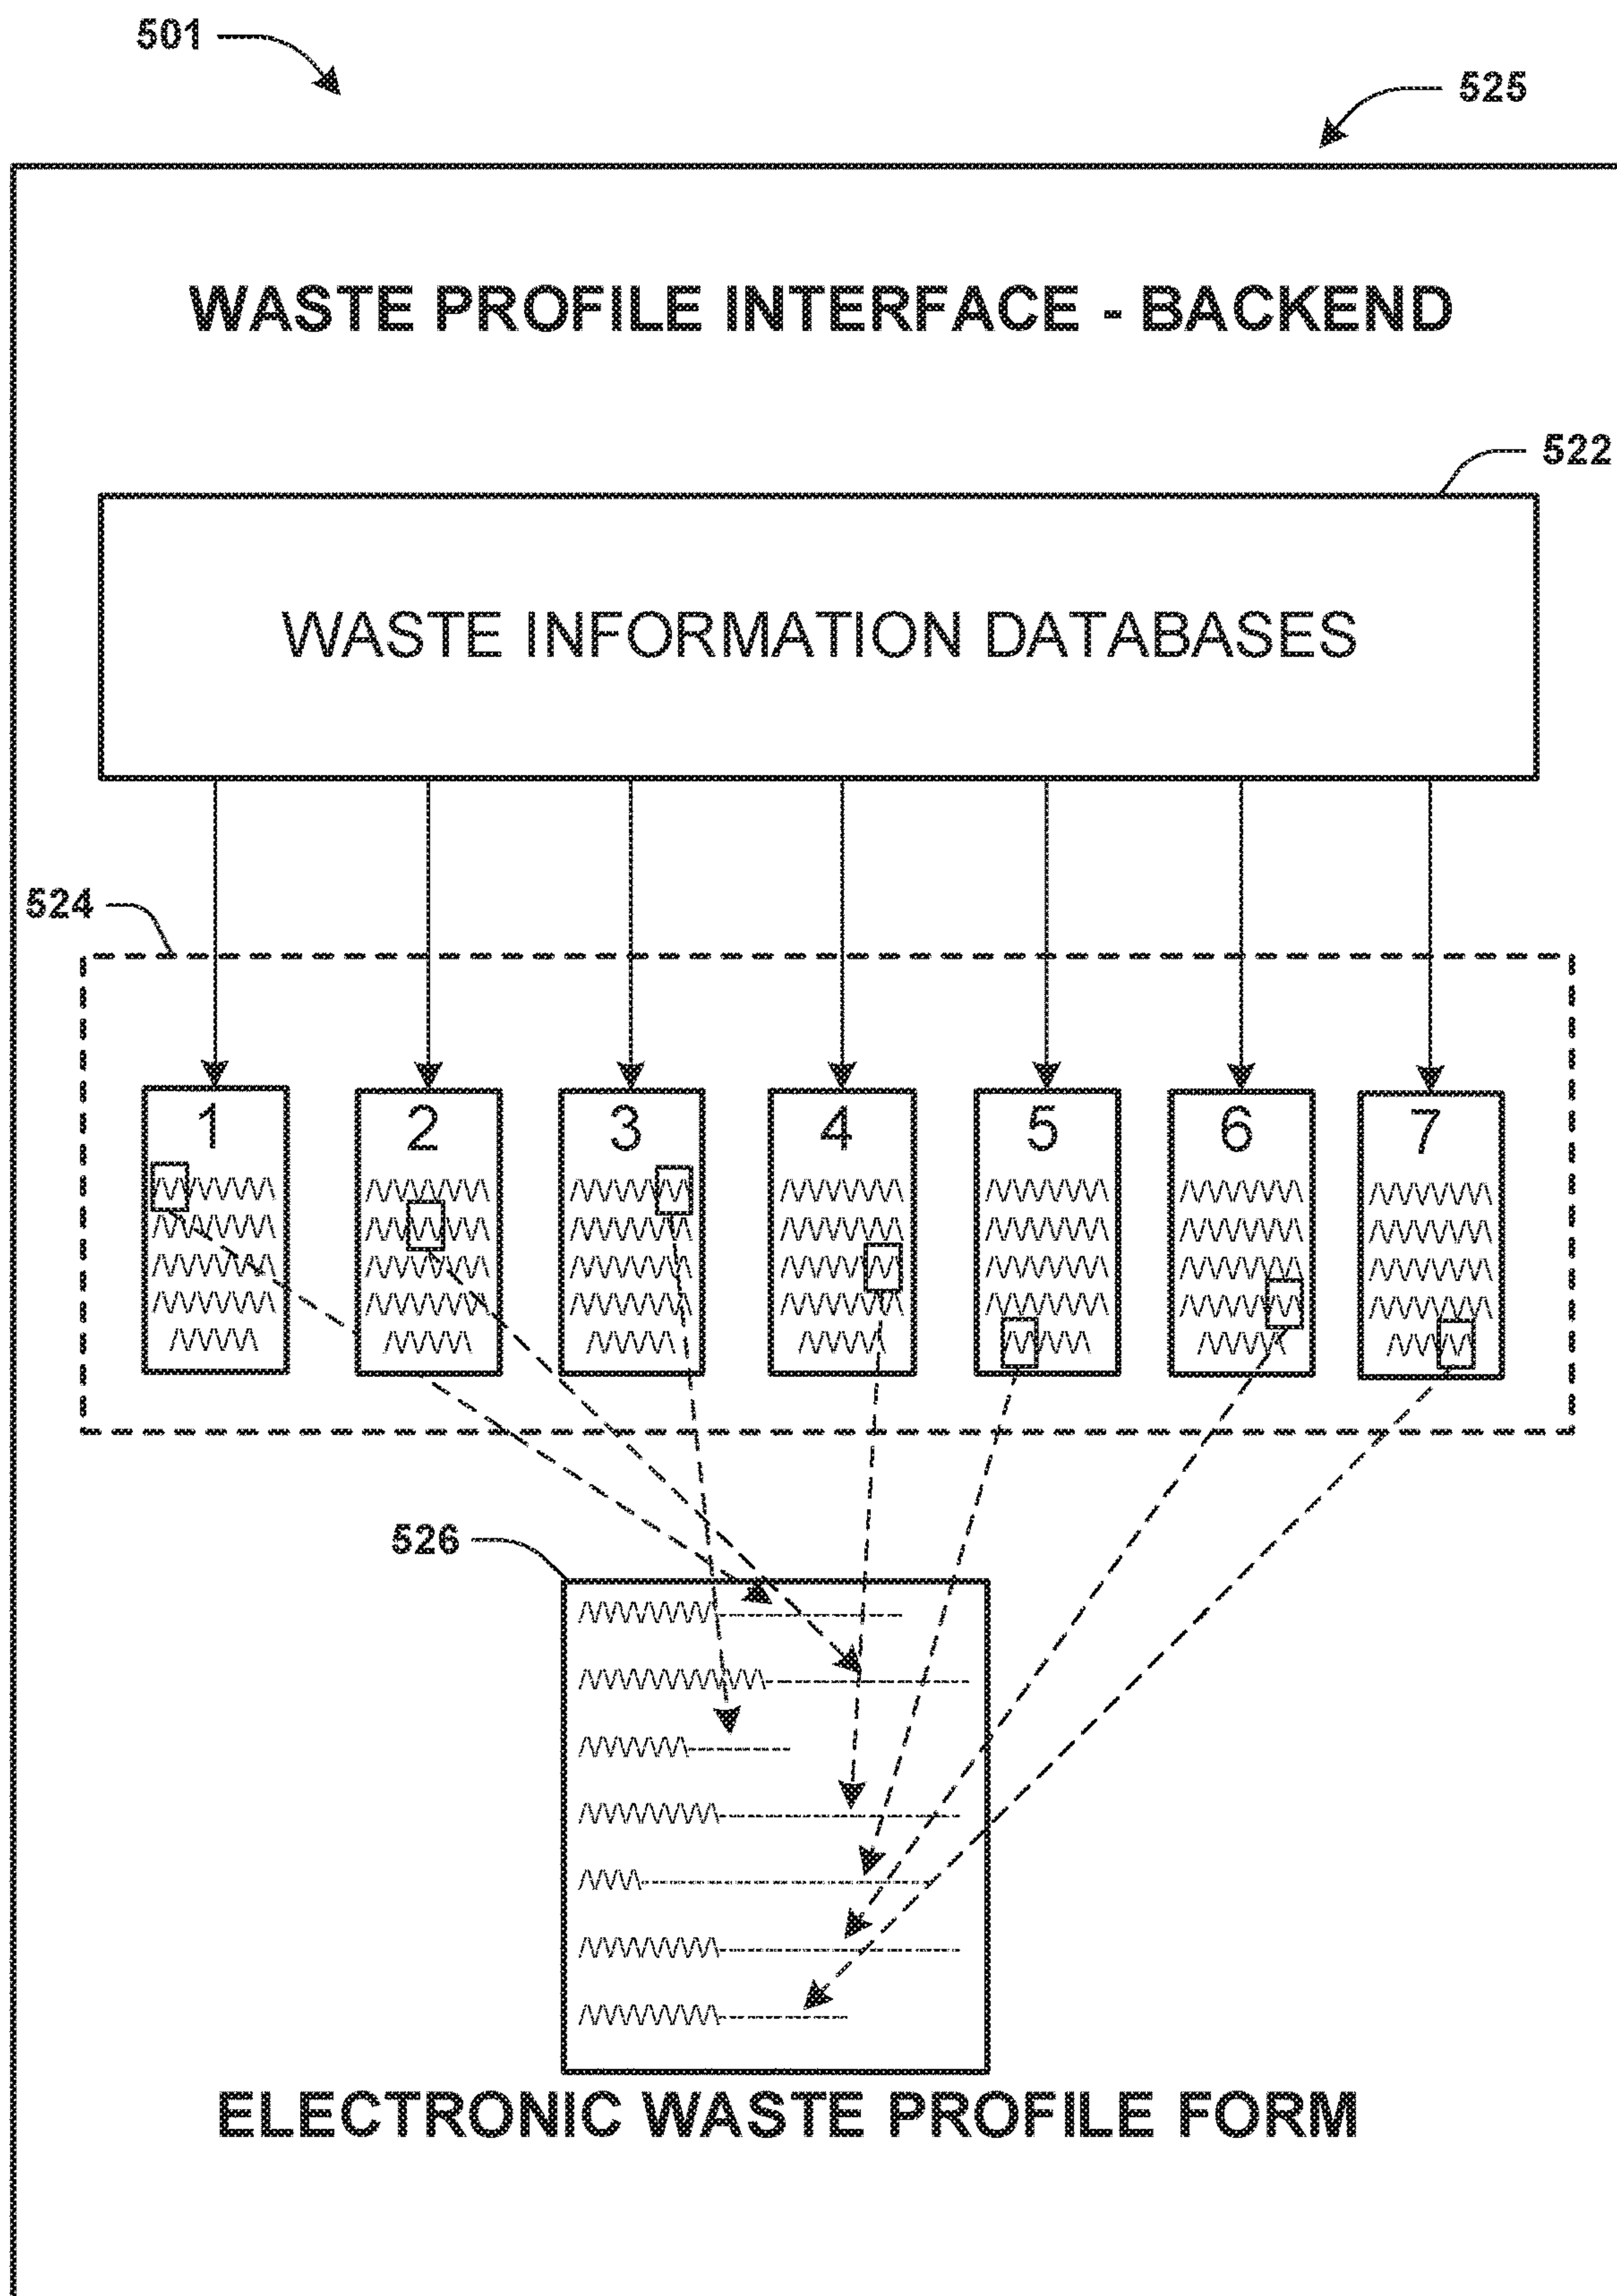 501
525
WASTE PROFILE INTERFACE - BACKEND
522
WASTE INFORMATION DATABASES
524
1 2 3 4 5 6 7
526
ELECTRONIC WASTE PROFILE FORM